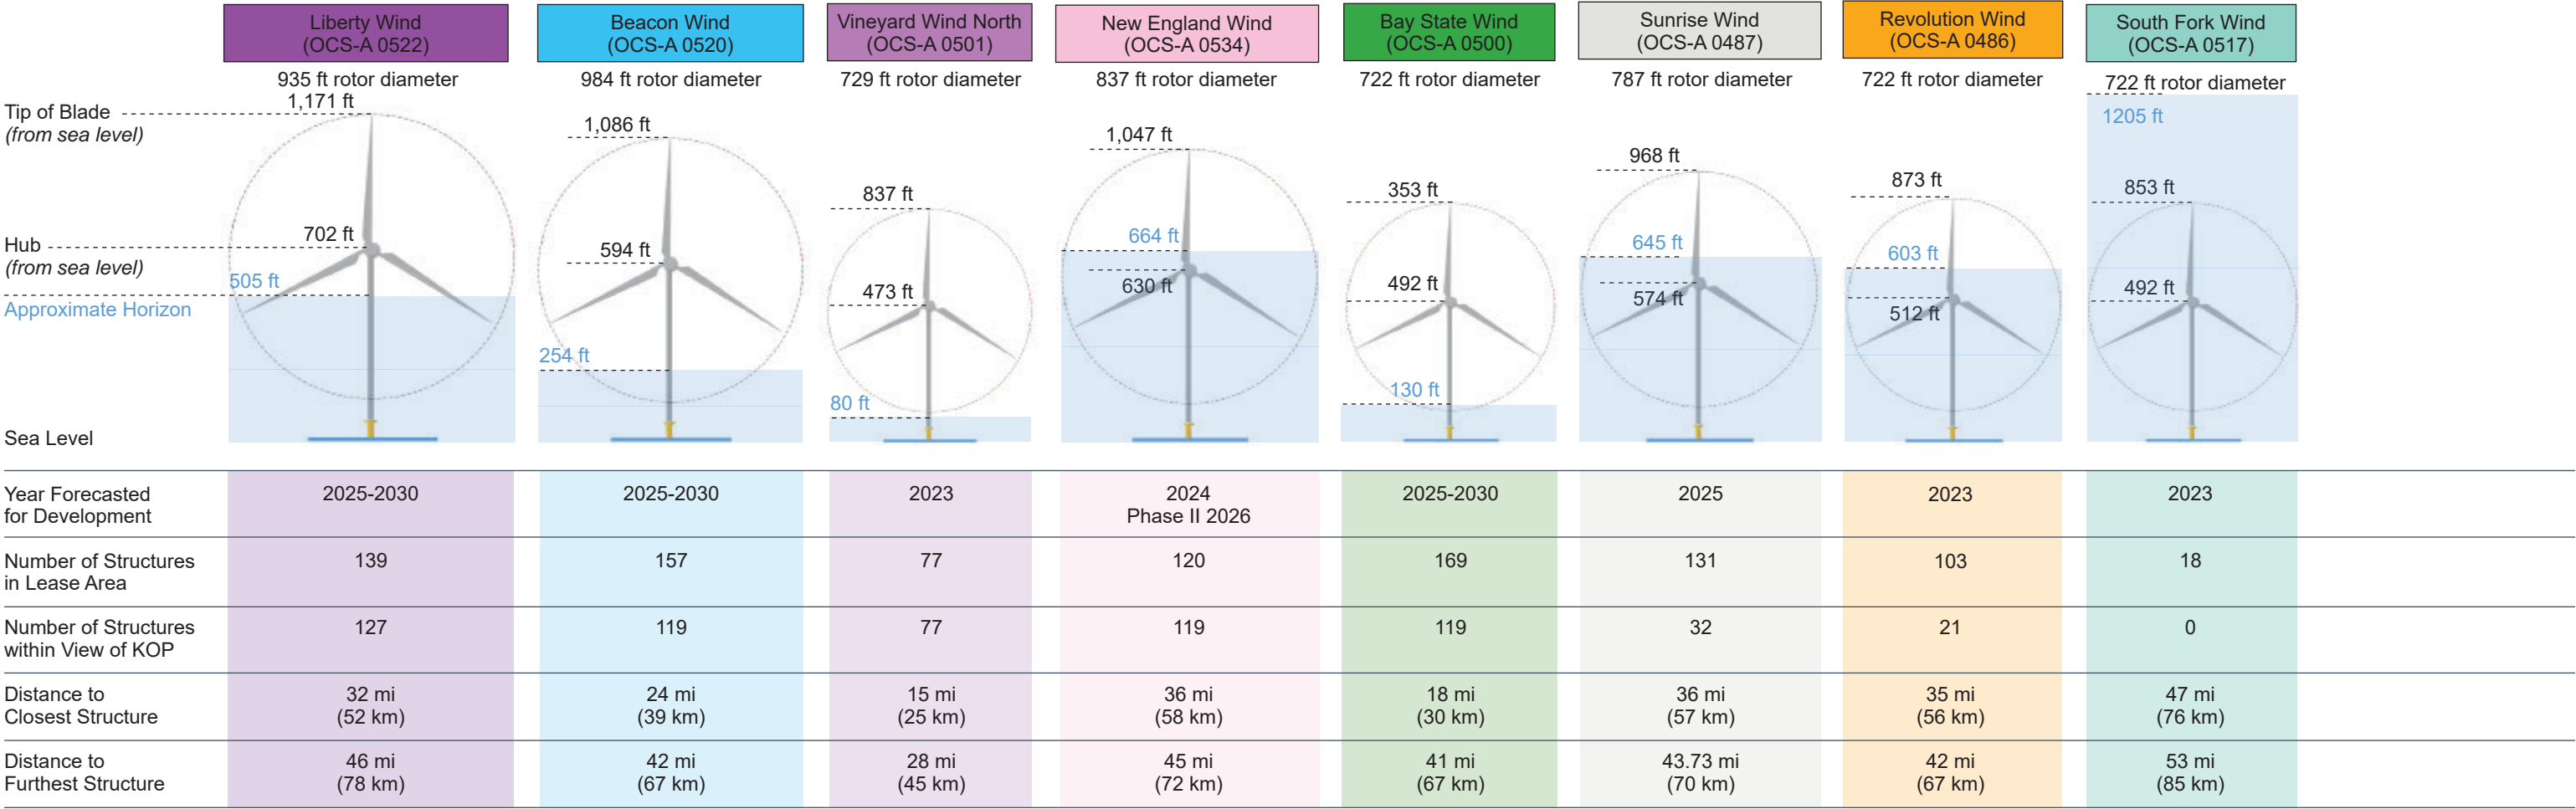 Liberty Wind
(OCS-A 0522)
Beacon Wind
(OCS-A 0520)
Vineyard Wind North
(OCS-A 0501)
New England Wind
(OCS-A 0534)
Bay State Wind
(OCS-A 0500)
Sunrise Wind
(OCS-A 0487)
Revolution Wind
(OCS-A 0486)
South Fork Wind
(OCS-A 0517)
935 ft rotor diameter
984 ft rotor diameter
729 ft rotor diameter
837 ft rotor diameter
722 ft rotor diameter
787 ft rotor diameter
722 ft rotor diameter
722 ft rotor diameter
Tip of Blade
(from sea level)
Hub
(from sea level)
Approximate Horizon
Sea Level
1,171 ft
702 ft
505 ft
1,086 ft
594 ft
254 ft
837 ft
473 ft
80 ft
1,047 ft
664 ft
630 ft
353 ft
492 ft
130 ft
968 ft
645 ft
574 ft
873 ft
603 ft
512 ft
1205 ft
853 ft
492 ft
Year Forecasted
for Development
2025-2030
2025-2030
2023
2024
Phase II 2026
2025-2030
2025
2023
2023
Number of Structures
in Lease Area
139
157
77
120
169
131
103
18
Number of Structures
within View of KOP
127
119
77
119
119
32
21
0
Distance to
Closest Structure
32 mi
(52 km)
24 mi
(39 km)
15 mi
(25 km)
36 mi
(58 km)
18 mi
(30 km)
36 mi
(57 km)
35 mi
(56 km)
47 mi
(76 km)
Distance to
Furthest Structure
46 mi
(78 km)
42 mi
(67 km)
28 mi
(45 km)
45 mi
(72 km)
41 mi
(67 km)
43.73 mi
(70 km)
42 mi
(67 km)
53 mi
(85 km)